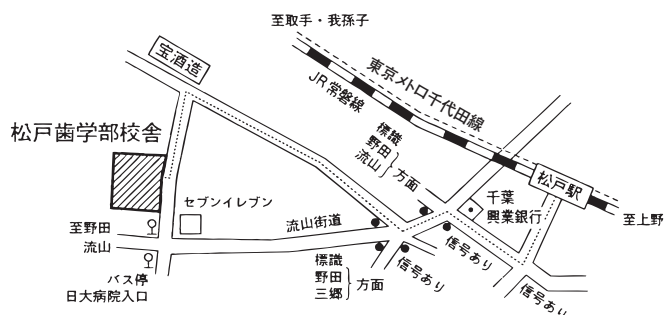 至取手・我孫子
宝酒造
東京メトロ千代田線
JR常磐線
松戸歯学部校舎
標識
野田
流山
方面
松戸駅
千葉
興業銀行
セブンイレブン
至野田
流山街道
至上野
流山
信号あり
標識
野田
三郷
方面
信号あり
信号あり
バス停
日大病院入口